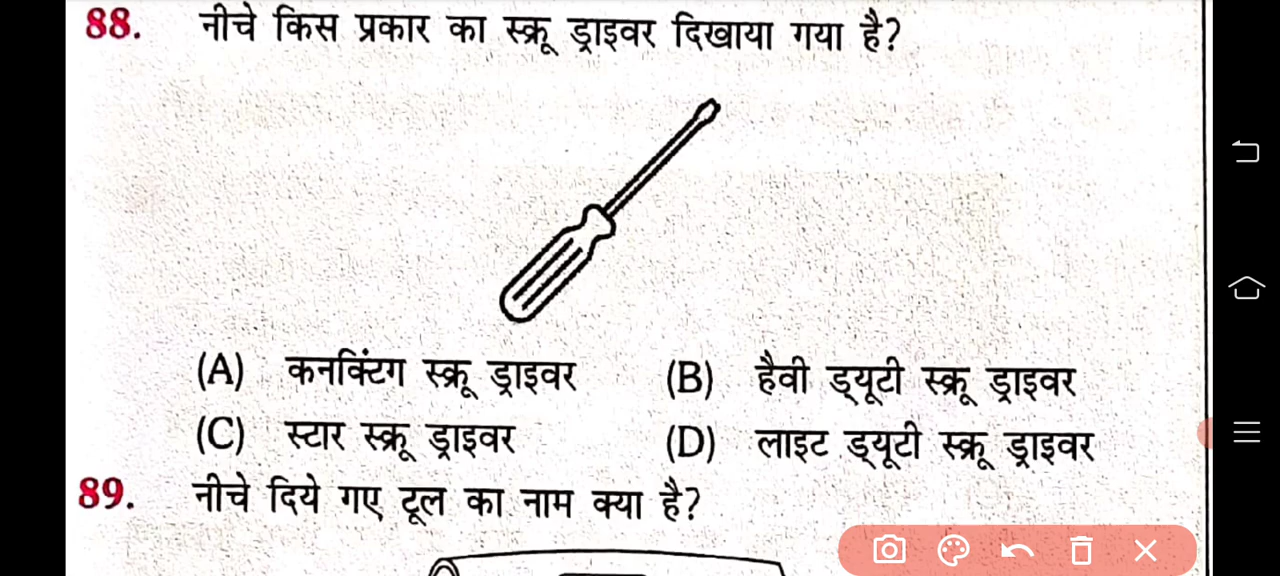 88. नीचे किस प्रकार का स्क्रू ड्राइवर दिखाया गया है?
(A) कनक्टिंग स्क्रू ड्राइवर (B) हैवी ड्यूटी स्क्रू ड्राइवर
(C) स्टार स्क्रू ड्राइवर (D) लाइट ड्यूटी स्क्रू ड्राइवर
89. नीचे दिये गए टूल का नाम क्या है?